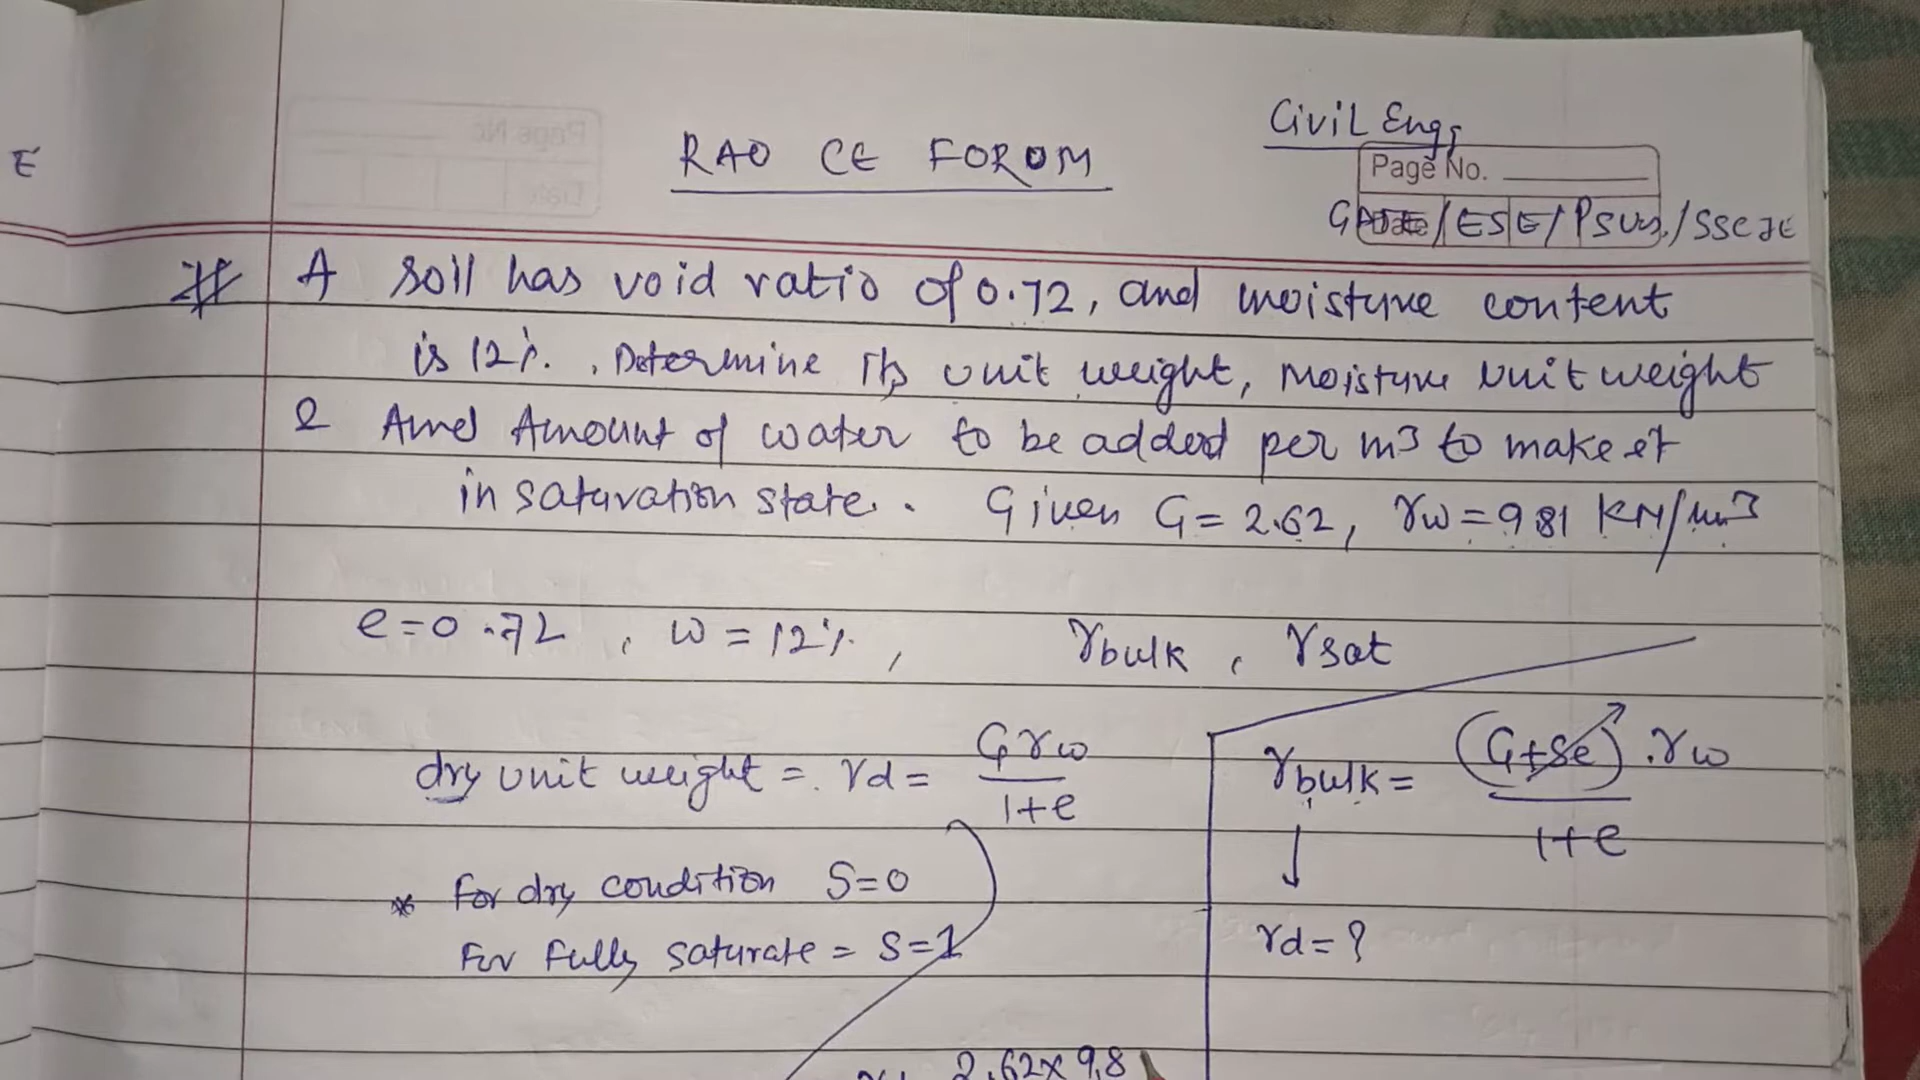 E
RAO CE FORUM
Civil Engg
Page No.
GATE/ESE/PSUs./SSC JE
# A soil has void ratio of 0.72, and moisture content
is 12%. . Determine its unit weight, Moisture unit weight
& And Amount of water to be added per m3 to make it
in saturation state. Given G = 2.62, γw = 9.81 KN/m3
e = 0.72 , w = 12% , γbulk , γsat
dry unit weight = γd = Gγw / 1+e
γbulk = (G+Se).γw / 1+e
* For dry condition S=0
For fully saturate = S=1
γd = ?
2.62 × 9.8